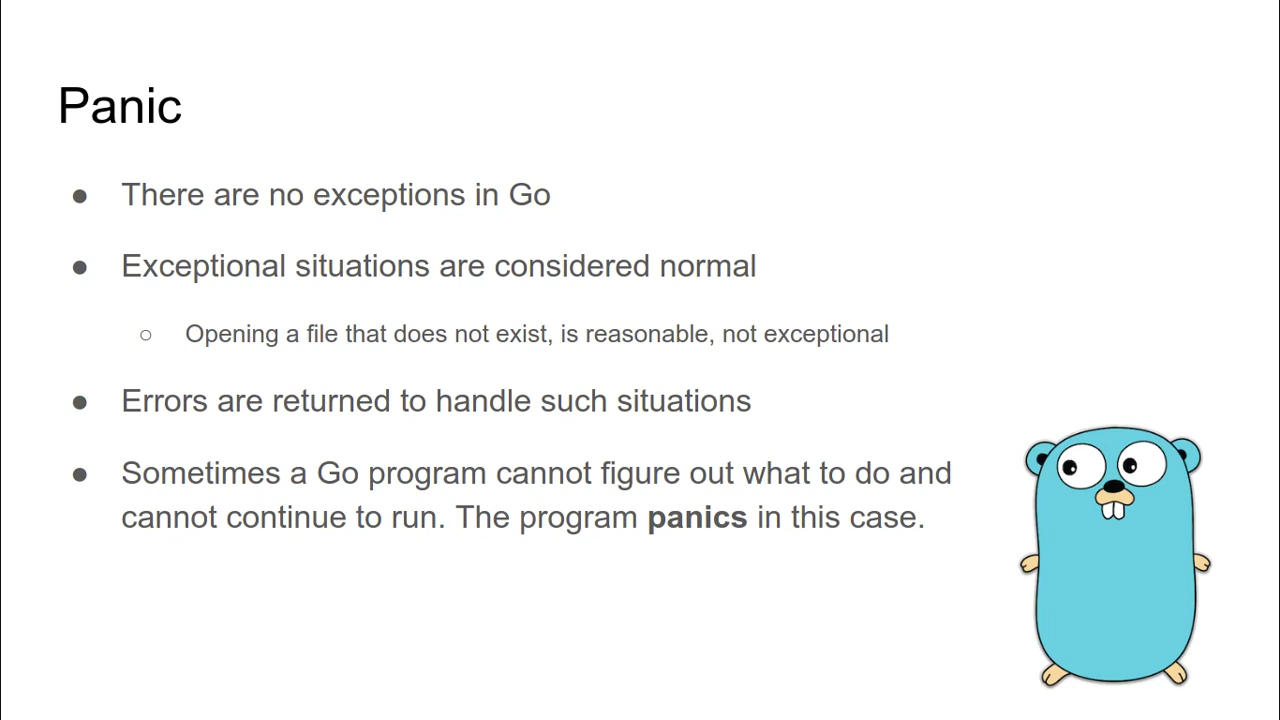 Panic
● There are no exceptions in Go
● Exceptional situations are considered normal
○ Opening a file that does not exist, is reasonable, not exceptional
● Errors are returned to handle such situations
● Sometimes a Go program cannot figure out what to do and
cannot continue to run. The program panics in this case.